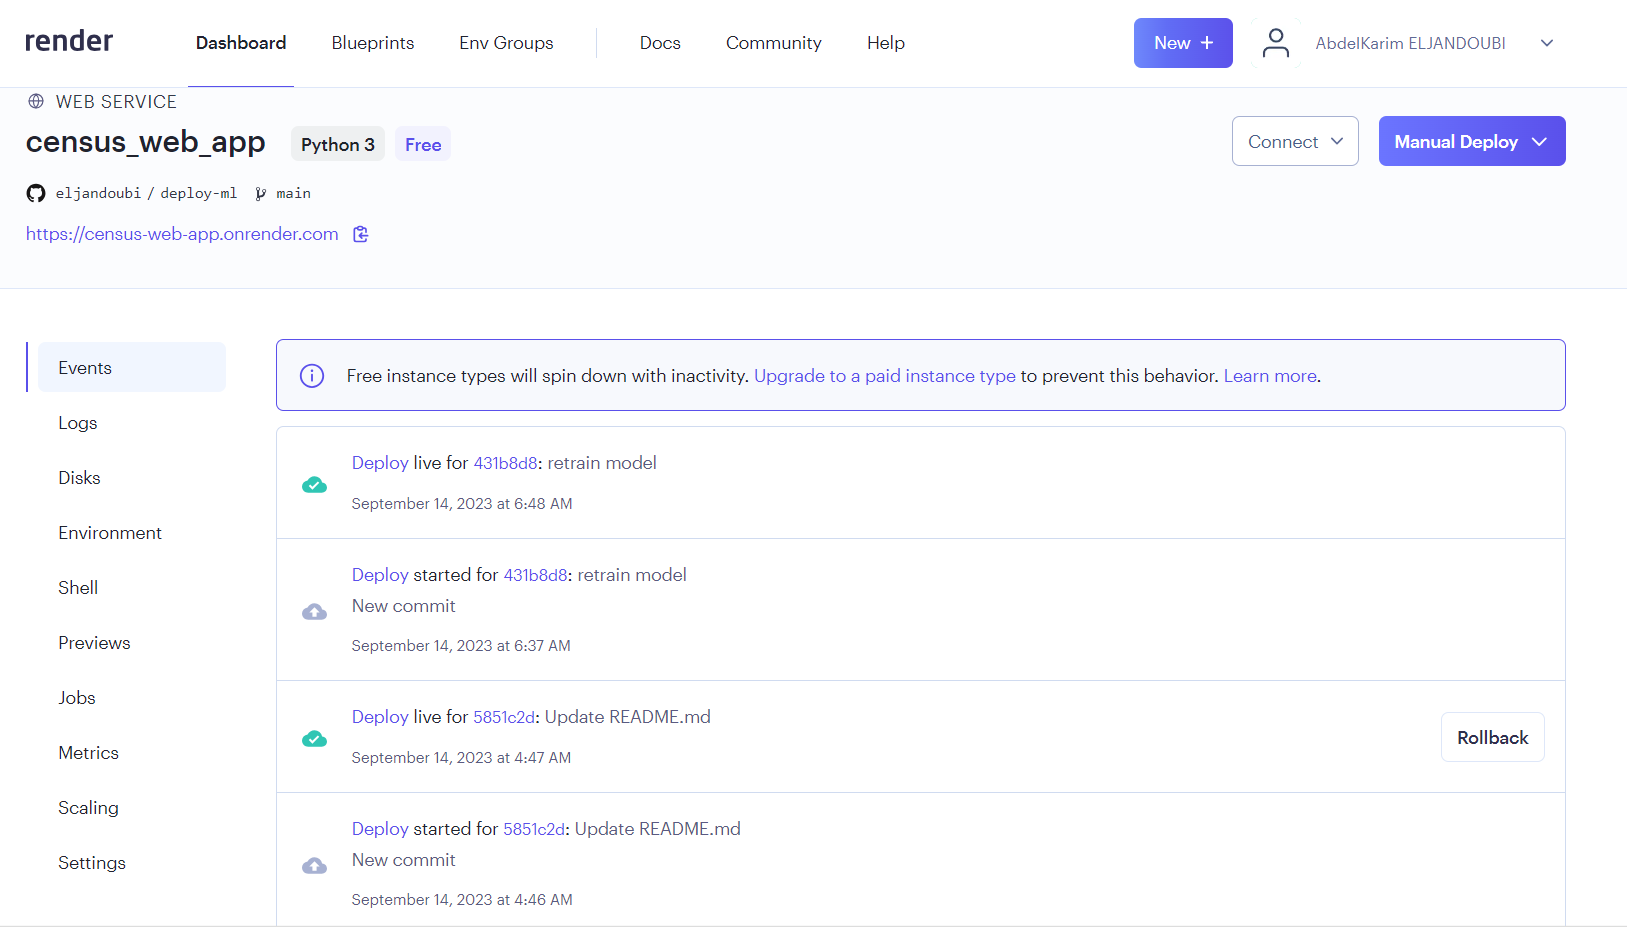 render Dashboard Blueprints Env Groups Docs Community Help New + AbdelKarim ELJANDOUBI
WEB SERVICE
census_web_app Python 3 Free Connect Manual Deploy
eljandoubi / deploy-ml main
https://census-web-app.onrender.com
Events
Logs
Disks
Environment
Shell
Previews
Jobs
Metrics
Scaling
Settings
Free instance types will spin down with inactivity. Upgrade to a paid instance type to prevent this behavior. Learn more.
Deploy live for 431b8d8: retrain model
September 14, 2023 at 6:48 AM
Deploy started for 431b8d8: retrain model
New commit
September 14, 2023 at 6:37 AM
Deploy live for 5851c2d: Update README.md
September 14, 2023 at 4:47 AM
Rollback
Deploy started for 5851c2d: Update README.md
New commit
September 14, 2023 at 4:46 AM